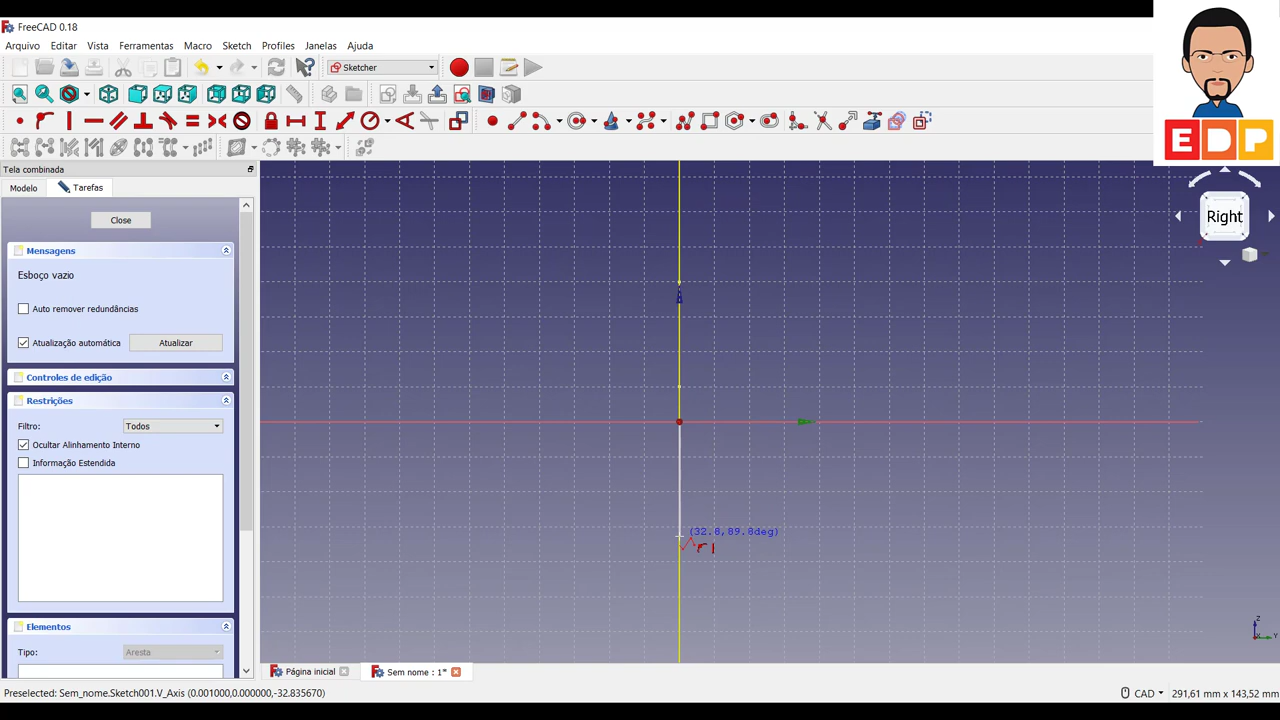 FreeCAD 0.18
Arquivo Editar Vista Ferramentas Macro Sketch Profiles Janelas Ajuda
Sketcher
EDP
Tela combinada
Modelo Tarefas
Close
Right
Mensagens
Esboço vazio
Auto remover redundâncias
Atualização automática Atualizar
Controles de edição
Restrições
Filtro: Todos
Ocultar Alinhamento Interno
Informação Estendida
(32.8,89.8deg)
Elementos
Tipo: Aresta
Z
X Y
Página inicial Sem nome : 1*
Preselected: Sem_nome.Sketch001.V_Axis (0.001000,0.000000,-32.835670) CAD 291,61 mm x 143,52 mm